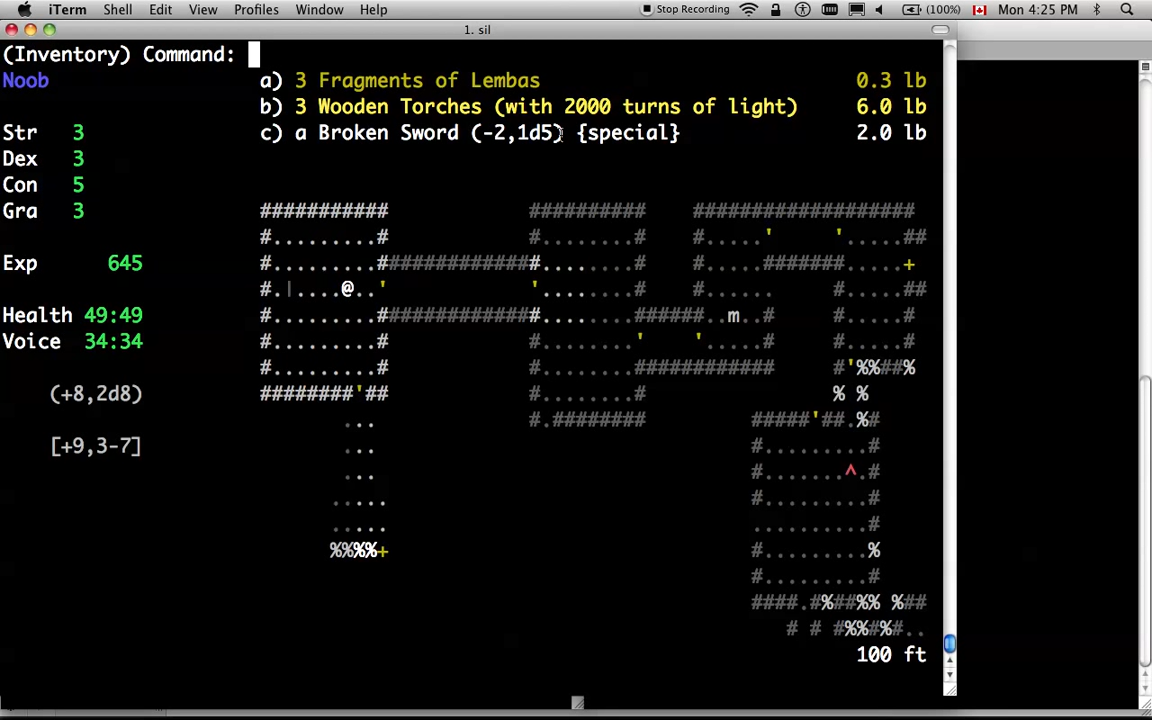 iTerm Shell Edit View Profiles Window Help Stop Recording (100%) Mon 4:25 PM
1. sil
(Inventory) Command:
Noob a) 3 Fragments of Lembas 0.3 lb
b) 3 Wooden Torches (with 2000 turns of light) 6.0 lb
Str 3 c) a Broken Sword (-2,1d5) {special} 2.0 lb
Dex 3
Con 5
Gra 3 ########### ########## ###################
#.........# #........# #.....' '.....##
Exp 645 #.........#############........# #.....#######.....+
#.|....@..' '........# #...... #.....##
Health 49:49 #.........#############........######..m..# #.....#
Voice 34:34 #.........# #........' '.....# #.....#
#.........# #........############ #'%%##%
(+8,2d8) ########'## #........# % %
... #.######## #####'##.%#
[+9,3-7] ... #.........#
... #........^.#
..... #.........#
..... ..........#
%%%%+ #.........%
#.........#
####.#%##%% %##
# # #%%#%#..
100 ft